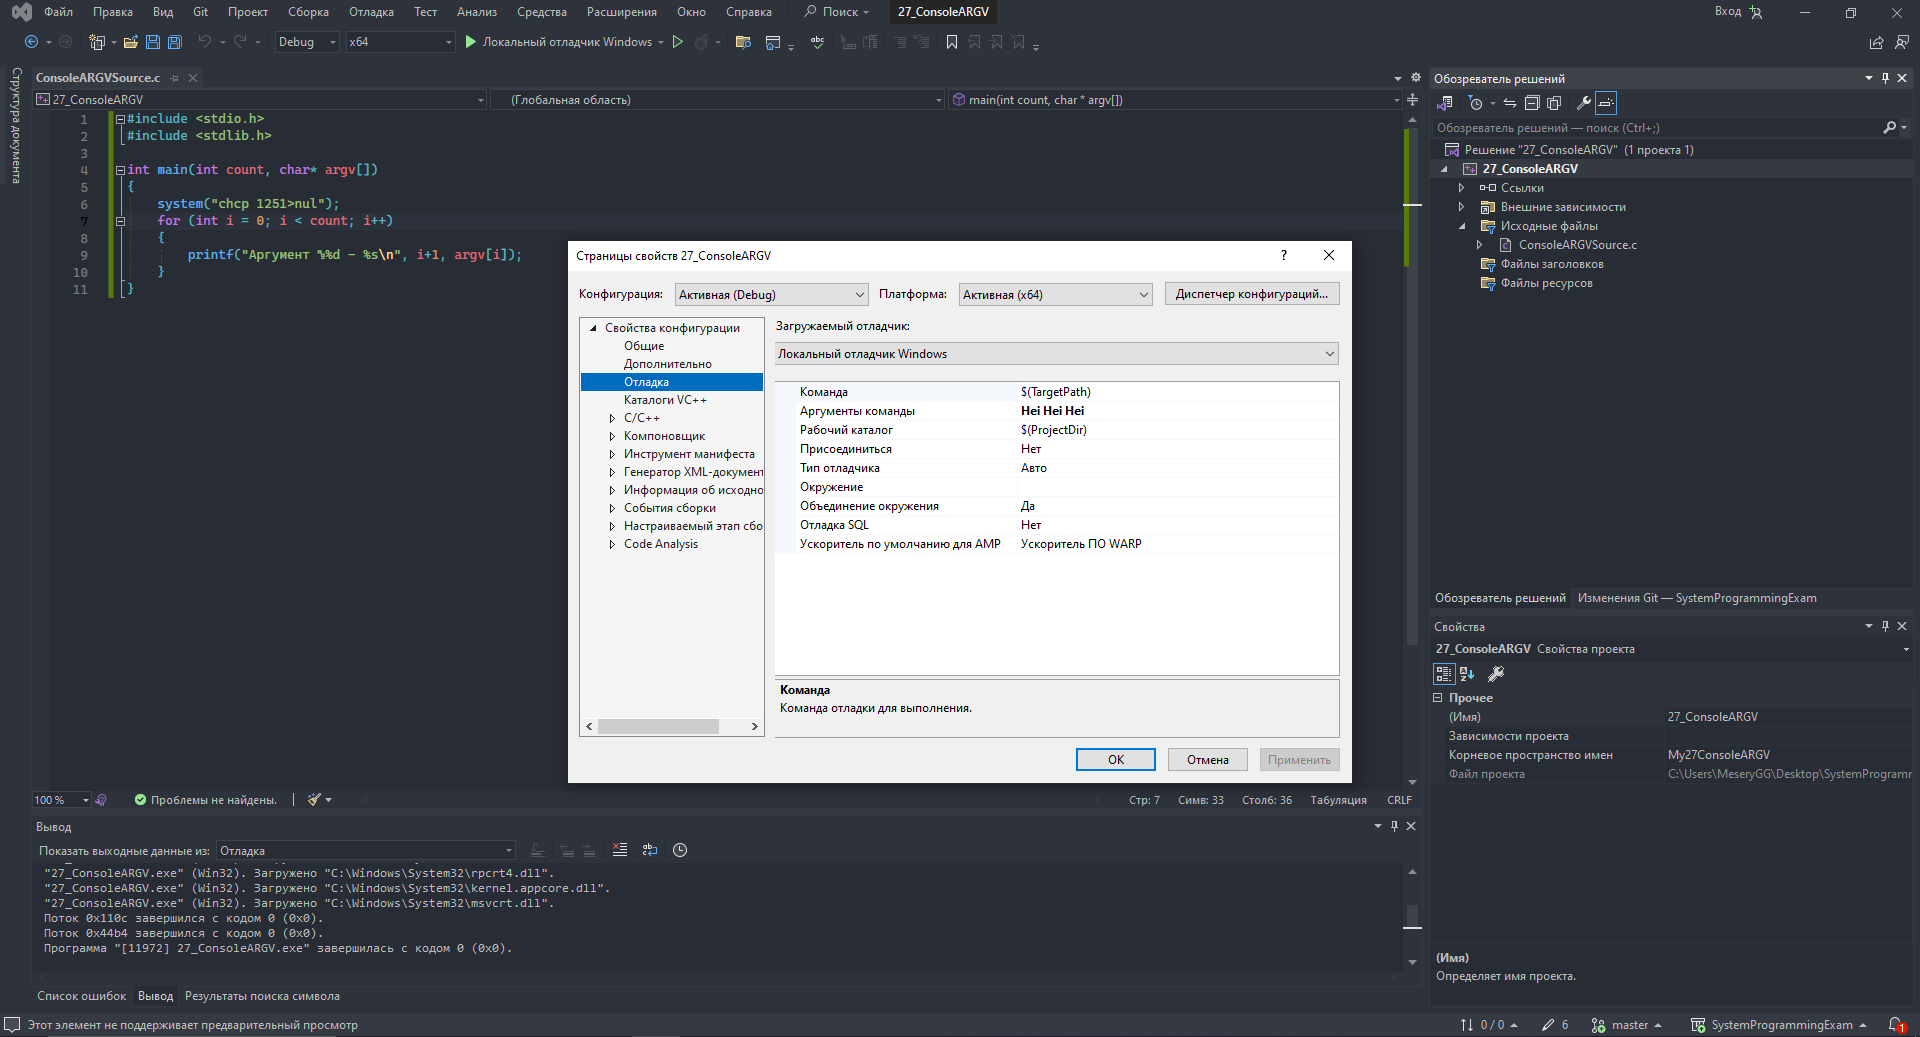 Файл Правка Вид Git Проект Сборка Отладка Тест Анализ Средства Расширения Окно Справка Поиск 27_ConsoleARGV Вход
Debug x64 Локальный отладчик Windows
Структура документа
ConsoleARGVSource.c
27_ConsoleARGV (Глобальная область) main(int count, char * argv[])
1 #include <stdio.h>
2 #include <stdlib.h>
3
4 int main(int count, char* argv[])
5 {
6 system("chcp 1251>nul");
7 for (int i = 0; i < count; i++)
8 {
9 printf("Аргумент %%d - %s\n", i+1, argv[i]);
10 }
11 }
Страницы свойств 27_ConsoleARGV
Конфигурация: Активная (Debug) Платформа: Активная (x64) Диспетчер конфигураций...
Свойства конфигурации
Общие
Дополнительно
Отладка
Каталоги VC++
C/C++
Компоновщик
Инструмент манифеста
Генератор XML-документ
Информация об исходно
События сборки
Настраиваемый этап сбо
Code Analysis
Загружаемый отладчик:
Локальный отладчик Windows
Команда $(TargetPath)
Аргументы команды Hei Hei Hei
Рабочий каталог $(ProjectDir)
Присоединиться Нет
Тип отладчика Авто
Окружение
Объединение окружения Да
Отладка SQL Нет
Ускоритель по умолчанию для AMP Ускоритель ПО WARP
Команда
Команда отладки для выполнения.
ОК Отмена Применить
100 % Проблемы не найдены. Стр: 7 Симв: 33 Столб: 36 Табуляция CRLF
Вывод
Показать выходные данные из: Отладка
"27_ConsoleARGV.exe" (Win32). Загружено "C:\Windows\System32\rpcrt4.dll".
"27_ConsoleARGV.exe" (Win32). Загружено "C:\Windows\System32\kernel.appcore.dll".
"27_ConsoleARGV.exe" (Win32). Загружено "C:\Windows\System32\msvcrt.dll".
Поток 0x110c завершился с кодом 0 (0x0).
Поток 0x44b4 завершился с кодом 0 (0x0).
Программа "[11972] 27_ConsoleARGV.exe" завершилась с кодом 0 (0x0).
Список ошибок Вывод Результаты поиска символа
Обозреватель решений
Обозреватель решений — поиск (Ctrl+;)
Решение "27_ConsoleARGV" (1 проекта 1)
27_ConsoleARGV
Ссылки
Внешние зависимости
Исходные файлы
ConsoleARGVSource.c
Файлы заголовков
Файлы ресурсов
Обозреватель решений Изменения Git — SystemProgrammingExam
Свойства
27_ConsoleARGV Свойства проекта
Прочее
(Имя) 27_ConsoleARGV
Зависимости проекта
Корневое пространство имен My27ConsoleARGV
Файл проекта C:\Users\MeseryGG\Desktop\SystemProgramr
(Имя)
Определяет имя проекта.
Этот элемент не поддерживает предварительный просмотр 0 / 0 6 master SystemProgrammingExam 1